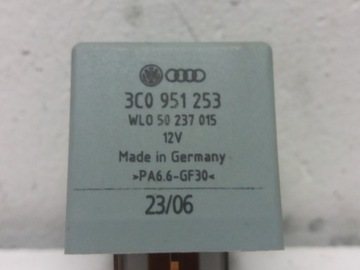 3C0 951 253
WLO 50 237 015
12V
Made in Germany
>PA6.6-GF30<
23/06